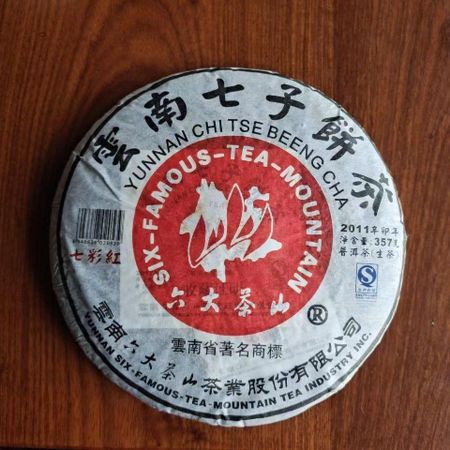 雲南七子餅茶
YUNNAN CHI TSE BEENG CHA
SIX-FAMOUS-TEA-MOUNTAIN
六大茶山
®
2011辛卯年
淨含量:357克
普洱茶(生茶)
七彩紅
雲南省著名商標
雲南六大茶山茶業股份有限公司
YUNNAN SIX-FAMOUS-TEA-MOUNTAIN TEA INDUSTRY INC.